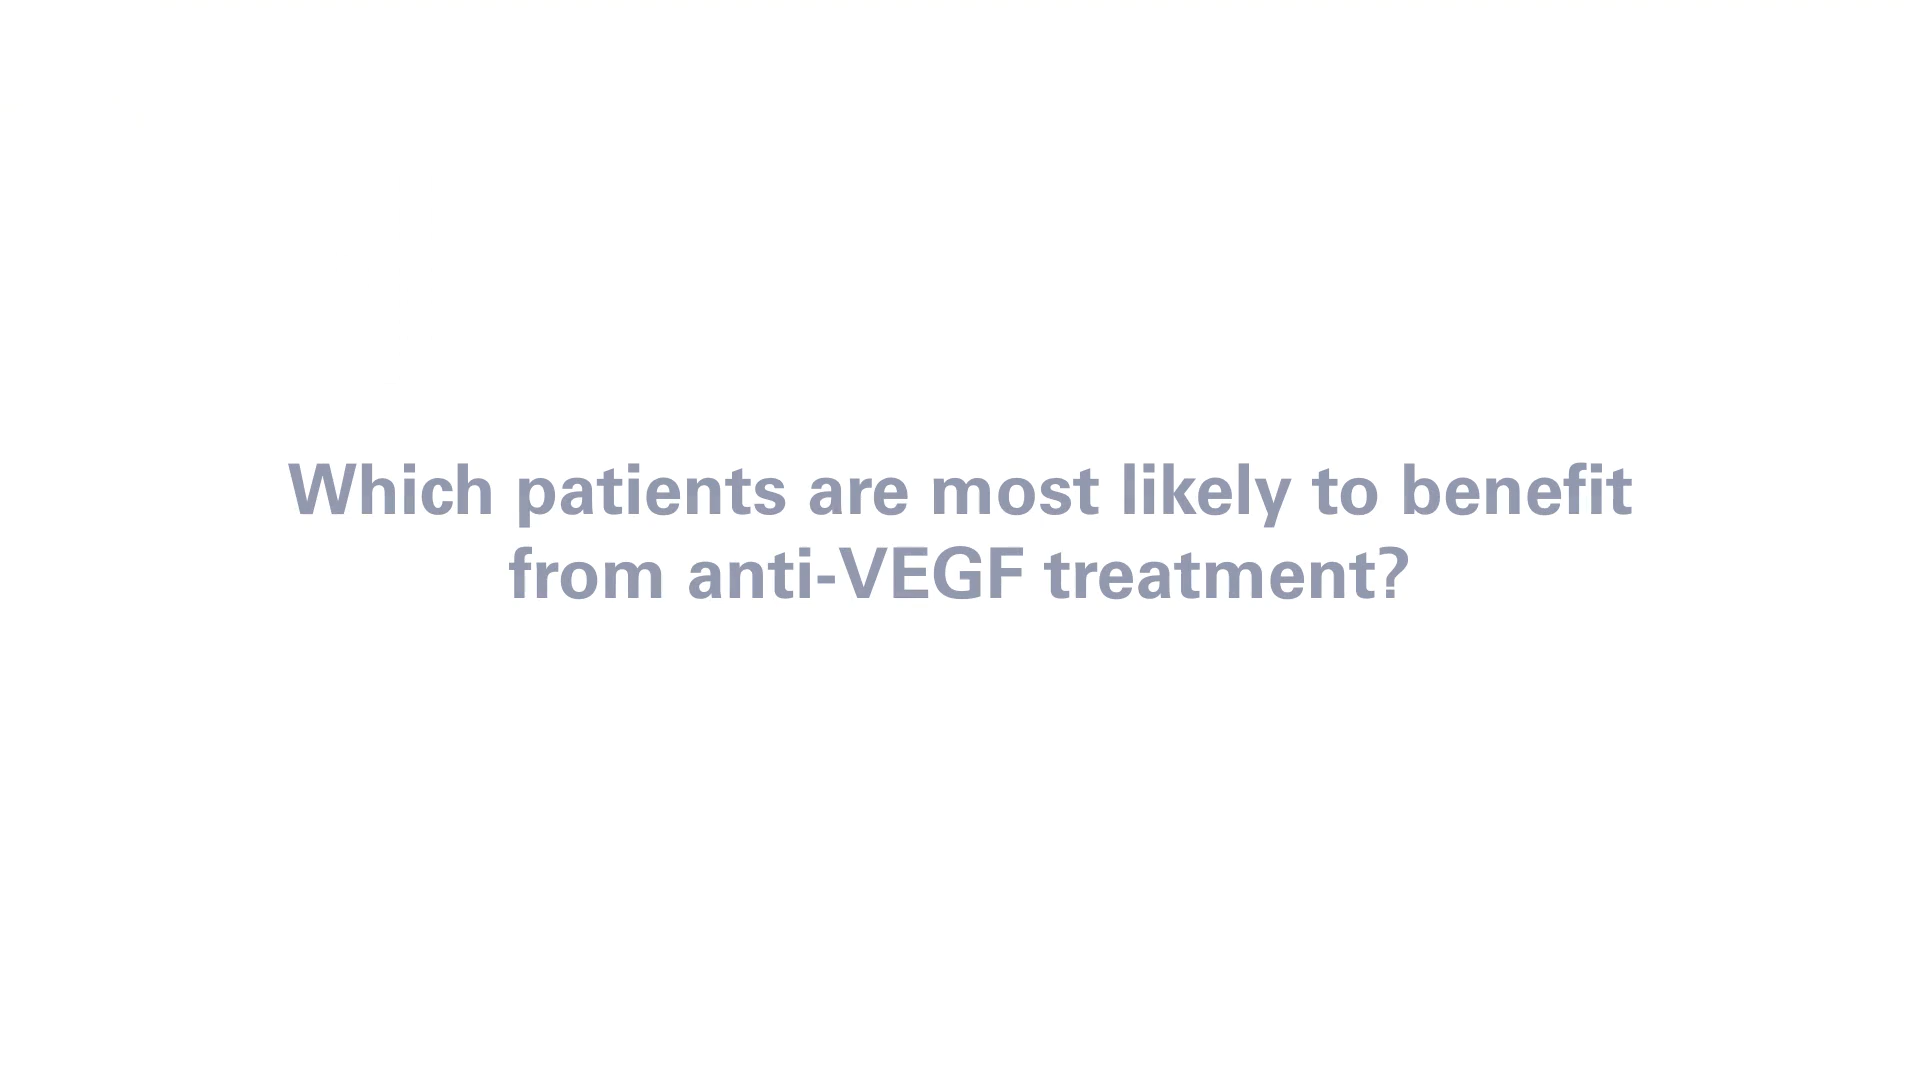 Which patients are most likely to benefit
from anti-VEGF treatment?